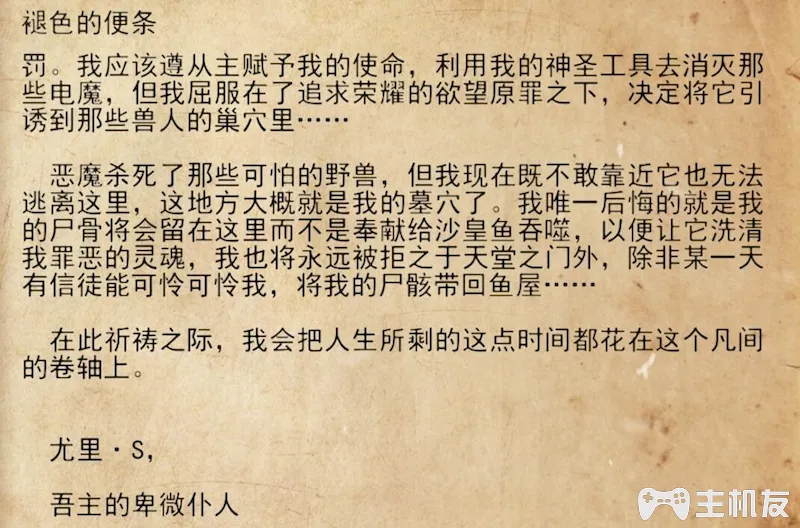 褪色的便条
罚。我应该遵从主赋予我的使命，利用我的神圣工具去消灭那
些电魔，但我屈服在了追求荣耀的欲望原罪之下，决定将它引
诱到那些兽人的巢穴里……
恶魔杀死了那些可怕的野兽，但我现在既不敢靠近它也无法
逃离这里，这地方大概就是我的墓穴了。我唯一后悔的就是我
的尸骨将会留在这里而不是奉献给沙皇鱼吞噬，以便让它洗清
我罪恶的灵魂，我也将永远被拒之于天堂之门外，除非某一天
有信徒能可怜可怜我，将我的尸骸带回鱼屋……
在此祈祷之际，我会把人生所剩的这点时间都花在这个凡间
的卷轴上。
尤里·S，
吾主的卑微仆人
主机友